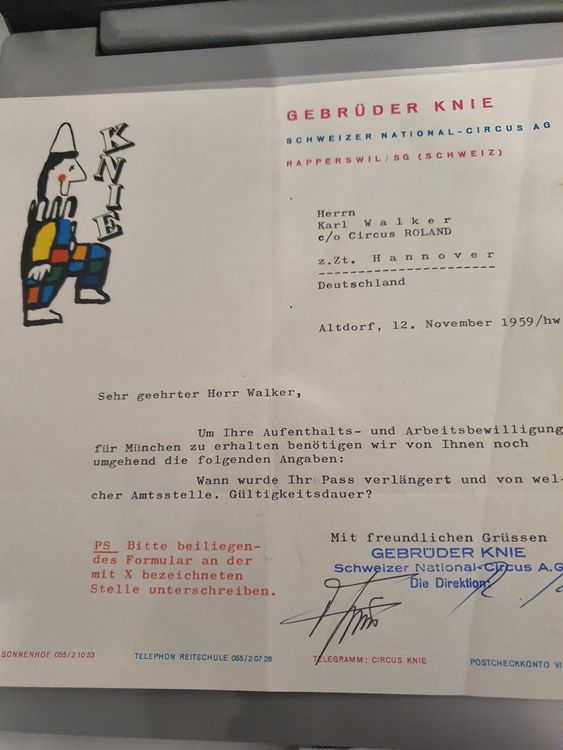 KNIE
GEBRÜDER KNIE
SCHWEIZER NATIONAL-CIRCUS AG
RAPPERSWIL/SG (SCHWEIZ)
Herrn
Karl Walker
c/o Circus ROLAND
z.Zt. Hannover
Deutschland
Altdorf, 12. November 1959/hw
Sehr geehrter Herr Walker,
Um Ihre Aufenthalts- und Arbeitsbewilligung
für München zu erhalten benötigen wir von Ihnen noch
umgehend die folgenden Angaben:
Wann wurde Ihr Pass verlängert und von wel-
cher Amtsstelle. Gültigkeitsdauer?
Mit freundlichen Grüssen
GEBRÜDER KNIE
Schweizer National-Circus A.G
Die Direktion:
PS Bitte beiliegen-
des Formular an der
mit X bezeichneten
Stelle unterschreiben.
SONNENHOF 055/2 10 53 TELEPHON REITSCHULE 055/2 07 28 TELEGRAMM: CIRCUS KNIE POSTCHECKKONTO VI